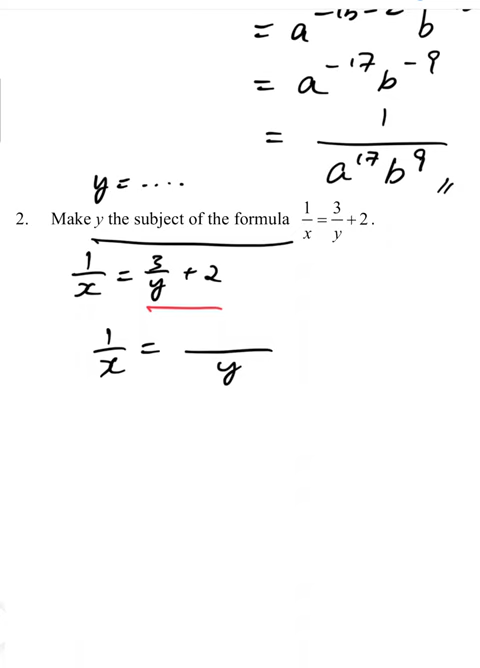 = a b
= a⁻¹⁷b⁻⁹
= 1/(a¹⁷b⁹) //
y = ....
2. Make y the subject of the formula 1/x = 3/y + 2.
1/x = 3/y + 2
1/x = —/y